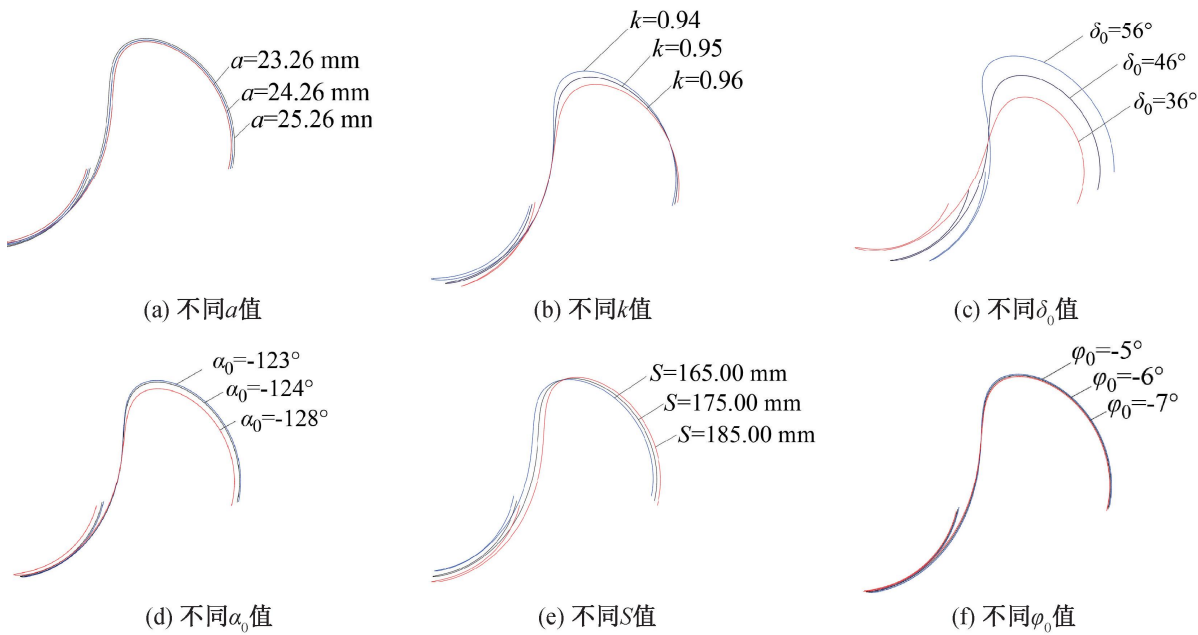 a=23.26 mm
a=24.26 mm
a=25.26 mn
(a) 不同a值
k=0.94
k=0.95
k=0.96
(b) 不同k值
δ₀=56°
δ₀=46°
δ₀=36°
(c) 不同δ₀值
α₀=-123°
α₀=-124°
α₀=-128°
(d) 不同α₀值
S=165.00 mm
S=175.00 mm
S=185.00 mm
(e) 不同S值
φ₀=-5°
φ₀=-6°
φ₀=-7°
(f) 不同φ₀值